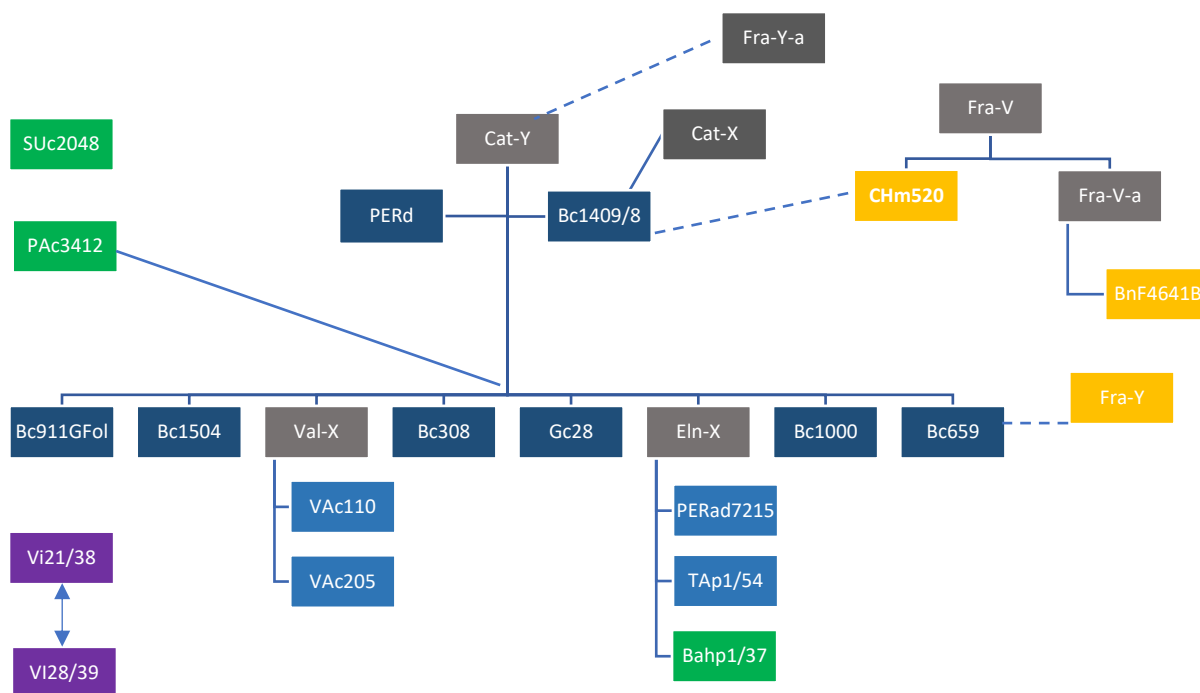 Fra-Y-a
Fra-V
SUc2048
Cat-Y
Cat-X
PERd
Bc1409/8
CHm520
Fra-V-a
PAc3412
BnF4641B
Fra-Y
Bc911GFol
Bc1504
Val-X
Bc308
Gc28
Eln-X
Bc1000
Bc659
VAc110
PERad7215
Vi21/38
VAc205
TAp1/54
VI28/39
Bahp1/37